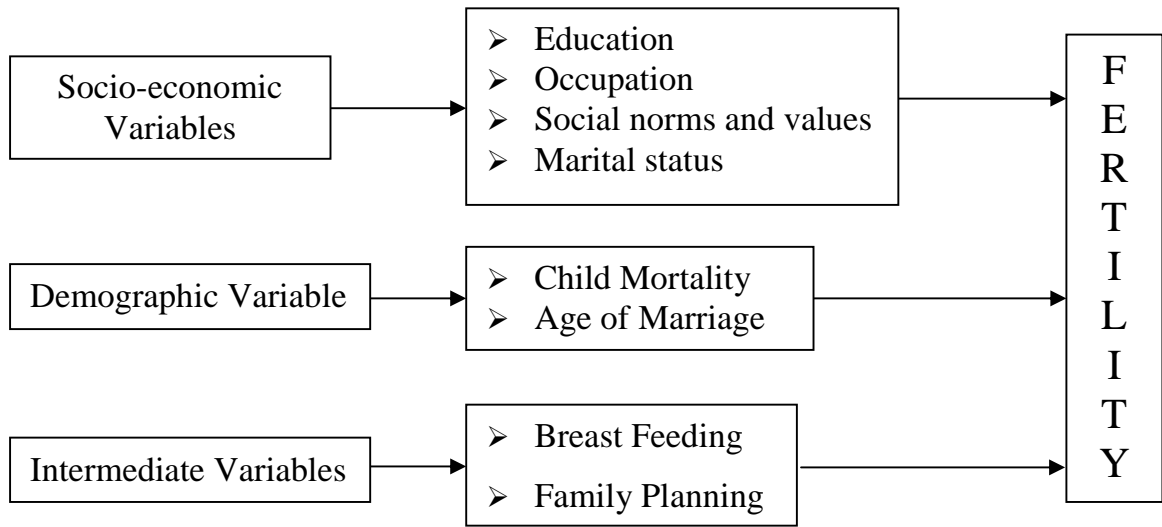 Socio-economic
Variables
➢ Education
➢ Occupation
➢ Social norms and values
➢ Marital status
Demographic Variable
➢ Child Mortality
➢ Age of Marriage
Intermediate Variables
➢ Breast Feeding
➢ Family Planning
F
E
R
T
I
L
I
T
Y